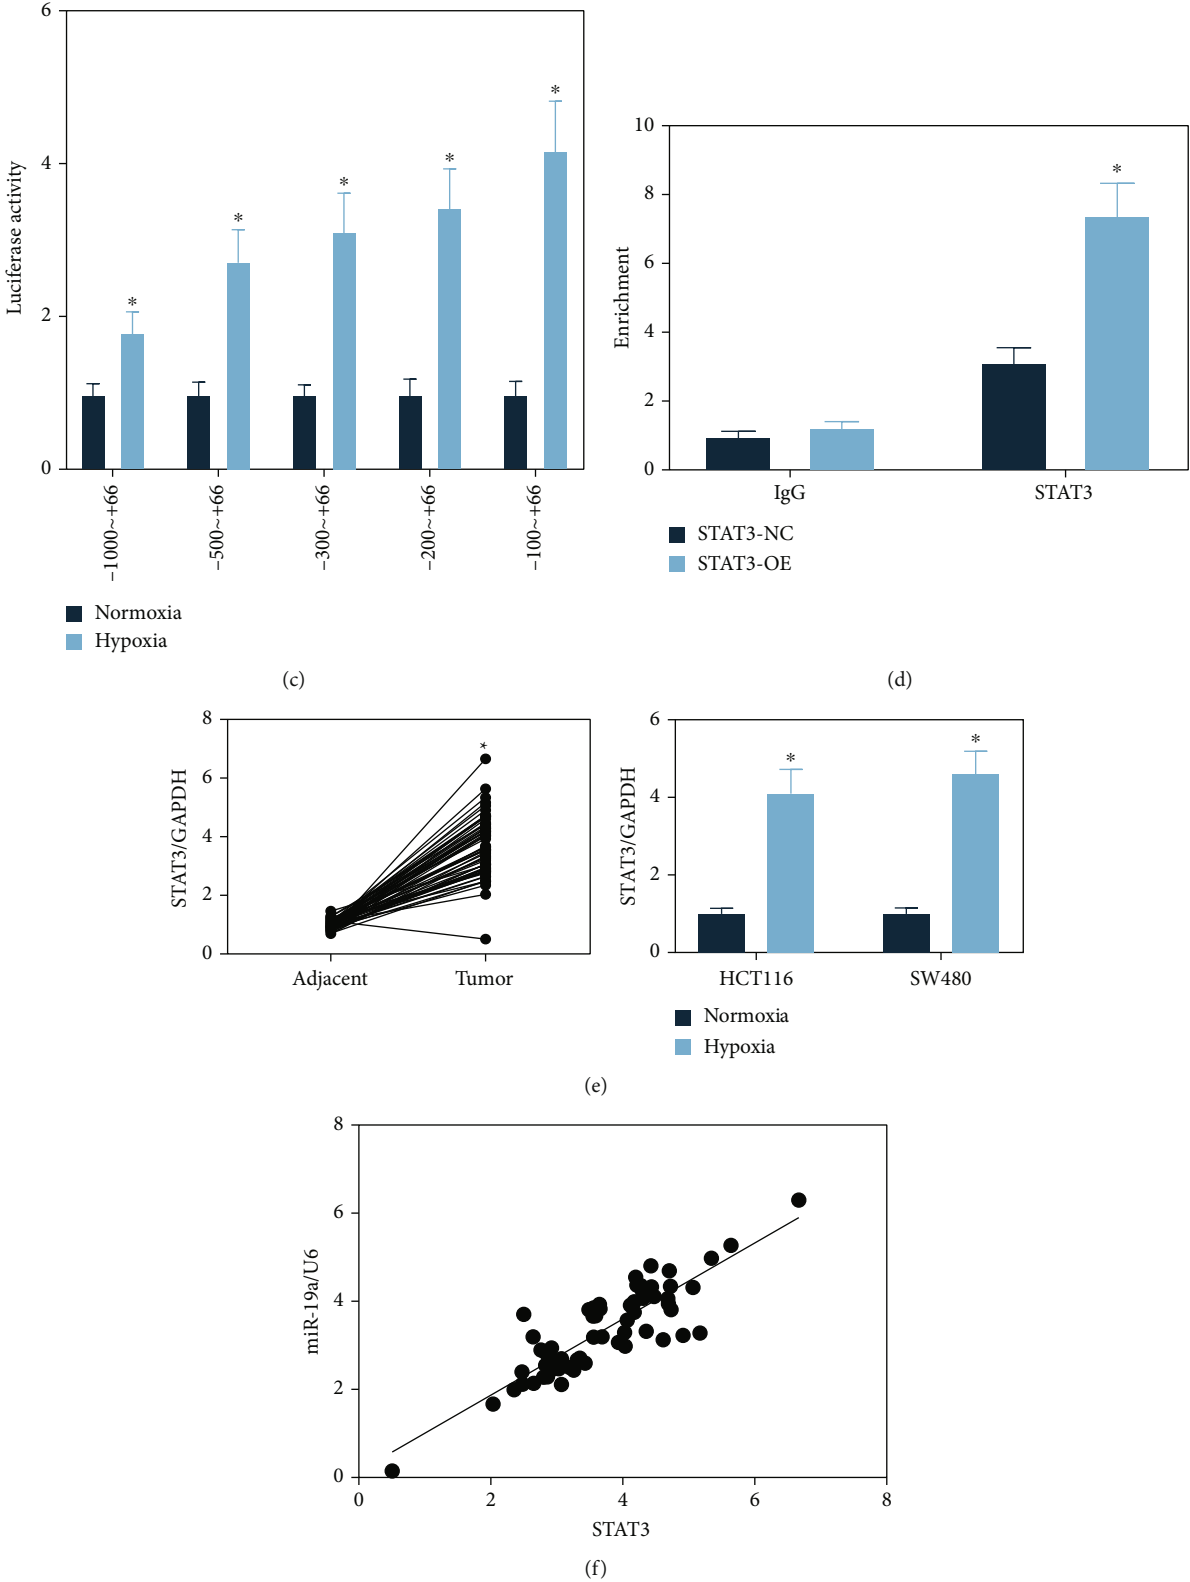 6
4
2
0
Luciferase activity
*
*
*
*
*
–1000~+66
–500~+66
–300~+66
–200~+66
–100~+66
Normoxia
Hypoxia
(c)
10
8
6
4
2
0
Enrichment
*
IgG
STAT3
STAT3-NC
STAT3-OE
(d)
8
6
4
2
0
STAT3/GAPDH
*
Adjacent
Tumor
6
4
2
0
STAT3/GAPDH
*
*
HCT116
SW480
Normoxia
Hypoxia
(e)
8
6
4
2
0
miR-19a/U6
0
2
4
6
8
STAT3
(f)